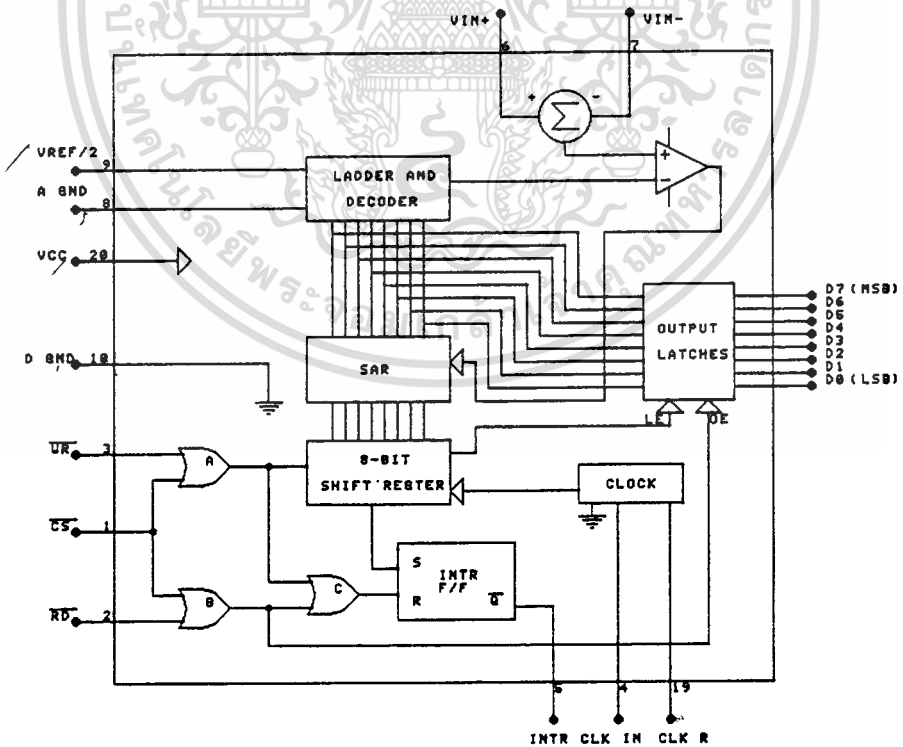 VIN+
VIN-
6
7
+
-
Σ
VREF/2
9
A GND
8
LADDER AND
DECODER
+
-
VCC
20
D GND
10
SAR
OUTPUT
LATCHES
D7 (MSB)
D6
D5
D4
D3
D2
D1
D0 (LSB)
LE
OE
WR
3
A
8-BIT
SHIFT REGTER
CLOCK
CS
1
S
INTR
F/F
R
Q
C
B
RD
2
5
4
19
INTR
CLK IN
CLK R